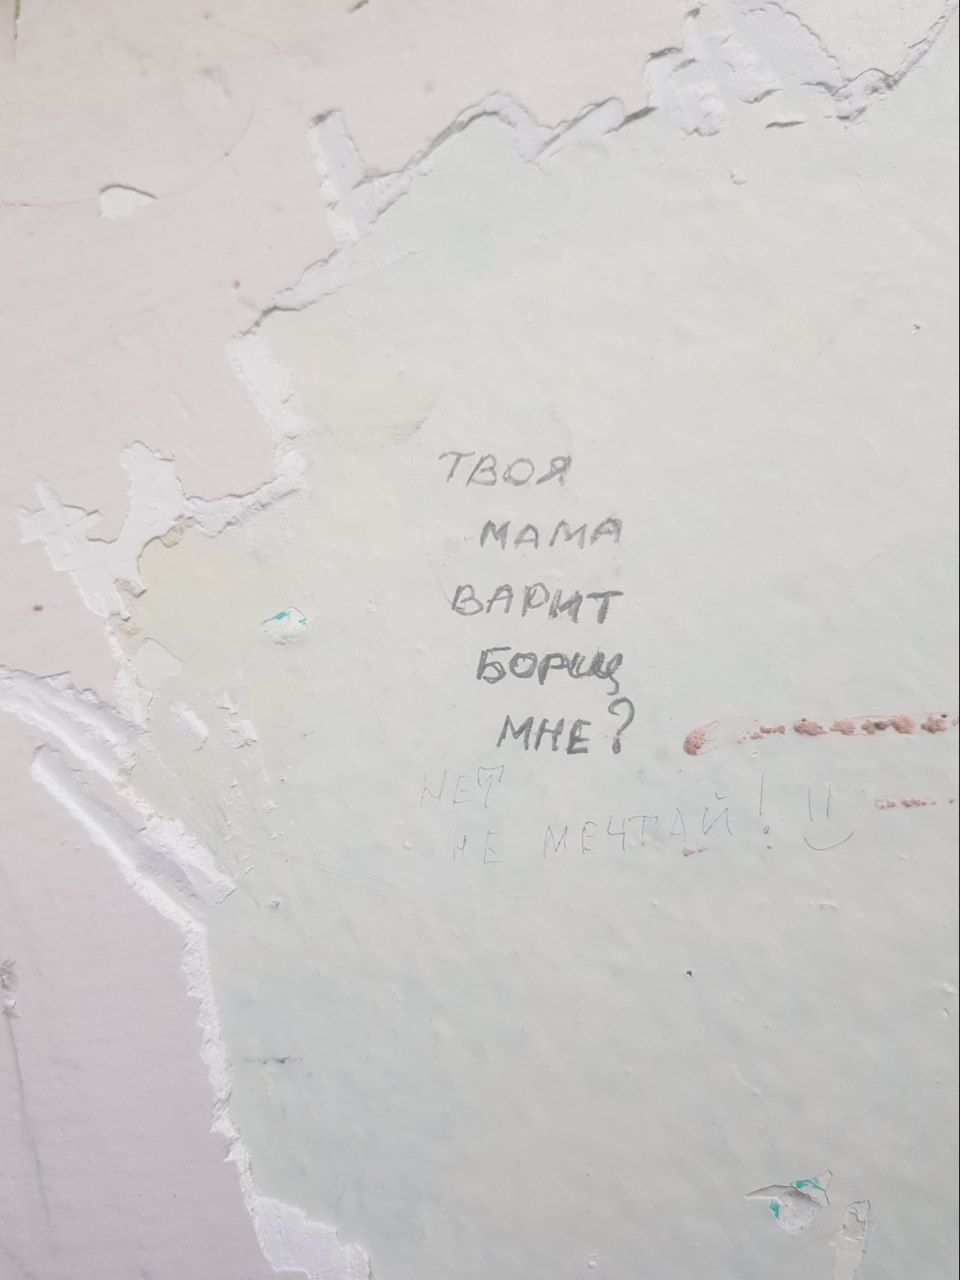 ТВОЯ
МАМА
ВАРИТ
БОРЩ
МНЕ?
НЕТ
НЕ МЕЧТАЙ! :)